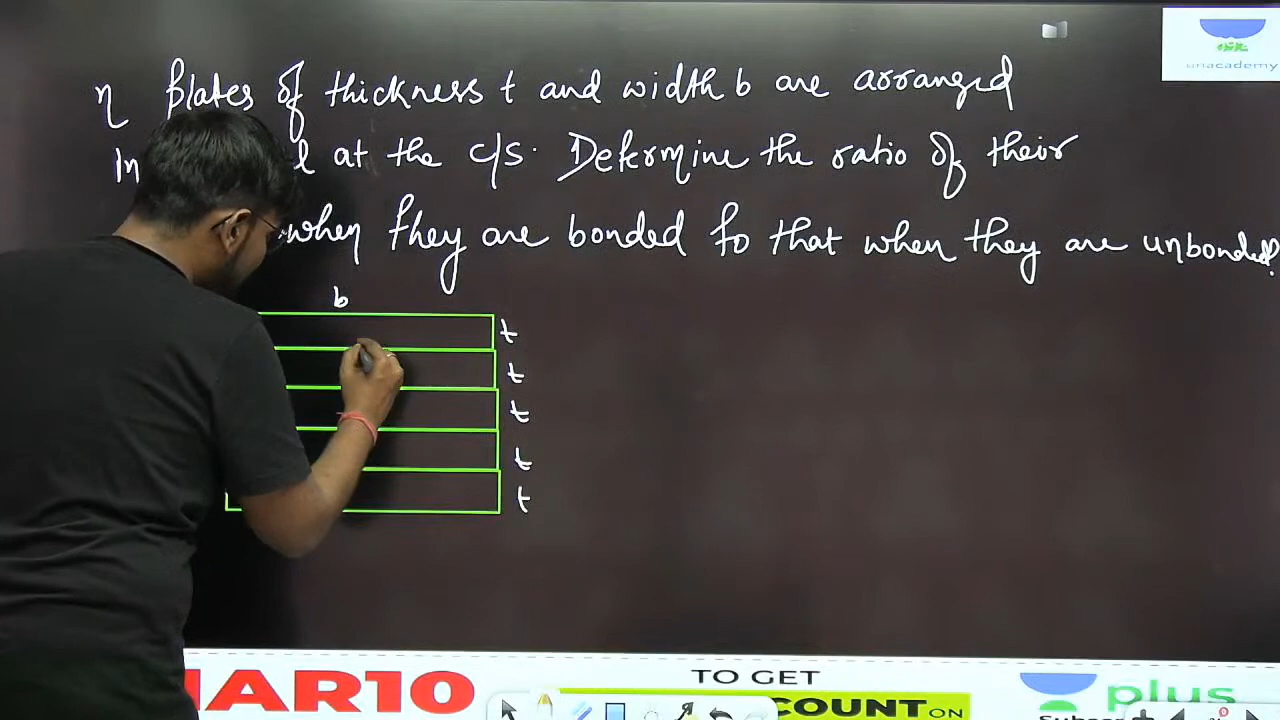 η plates of thickness t and width b are arranged
In at the c/s. Determine the ratio of their
when they are bonded to that when they are unbonded?
b
t
t
t
t
t
unacademy
TO GET
ON
plus